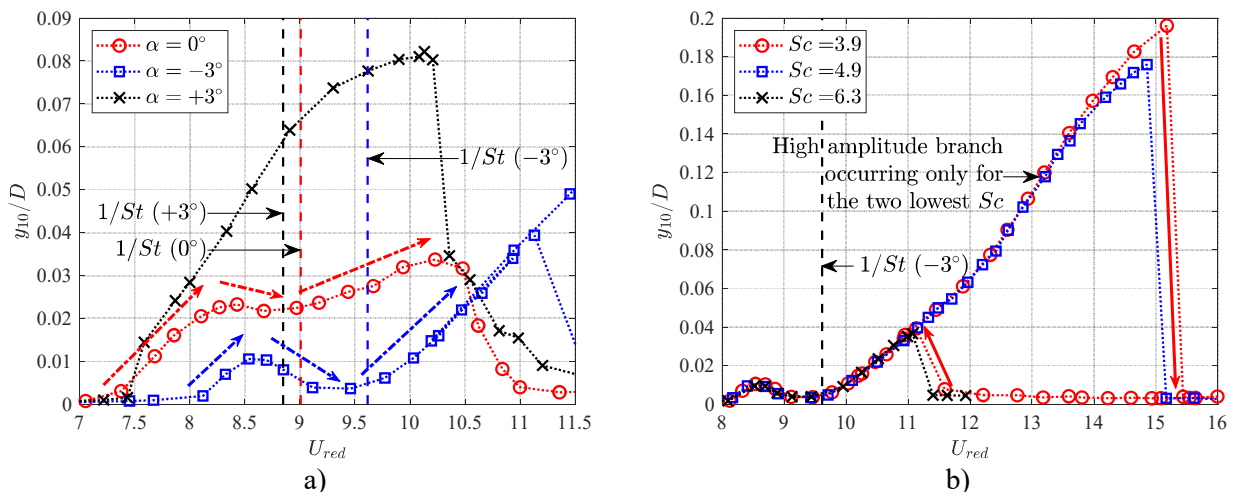 0.09
0.08
0.07
0.06
0.05
0.04
0.03
0.02
0.01
0
y₁₀/D
α = 0°
α = −3°
α = +3°
1/St (−3°)
1/St (+3°)
1/St (0°)
7 7.5 8 8.5 9 9.5 10 10.5 11 11.5
U_red
a)
0.2
0.18
0.16
0.14
0.12
0.1
0.08
0.06
0.04
0.02
0
y₁₀/D
Sc=3.9
Sc=4.9
Sc=6.3
High amplitude branch
occurring only for
the two lowest Sc
1/St (−3°)
8 9 10 11 12 13 14 15 16
U_red
b)